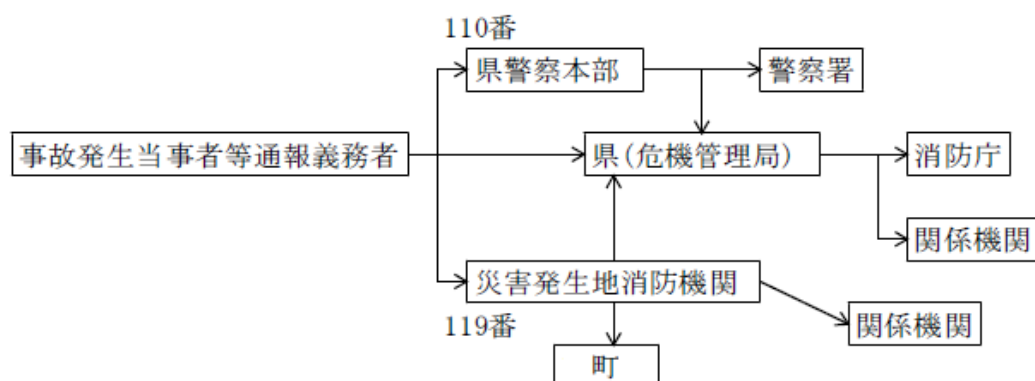 110番
県警察本部
警察署
事故発生当事者等通報義務者
県(危機管理局)
消防庁
関係機関
災害発生地消防機関
119番
関係機関
町